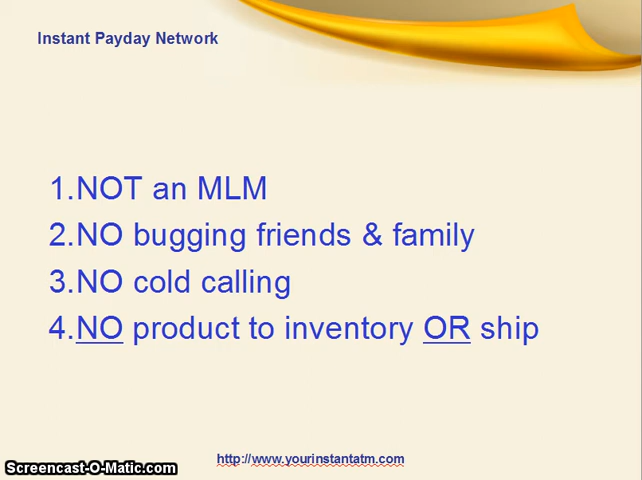 Instant Payday Network
1.NOT an MLM
2.NO bugging friends & family
3.NO cold calling
4.NO product to inventory OR ship
http://www.yourinstantatm.com
Screencast-O-Matic.com